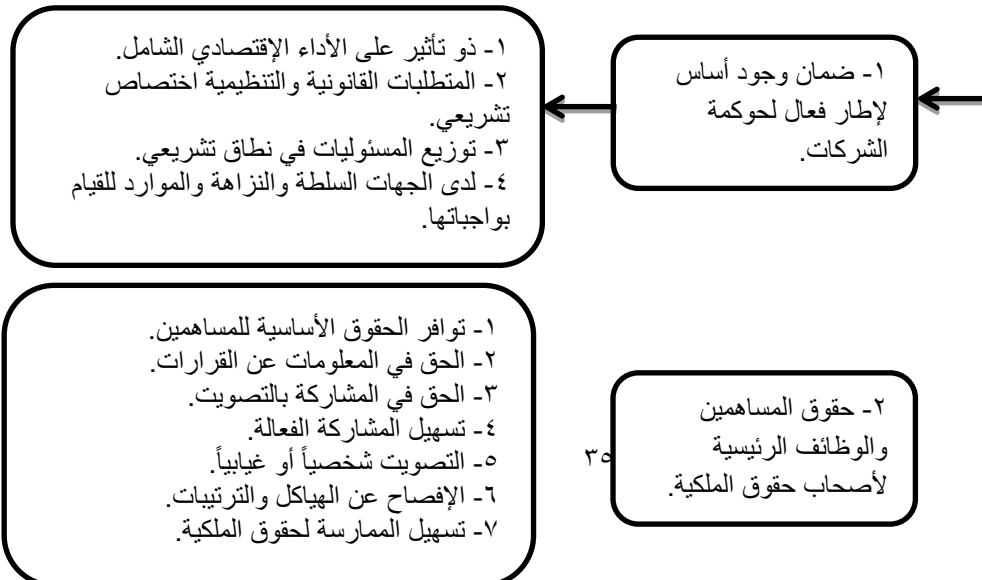 ١- ضمان وجود أساس
لإطار فعال لحوكمة
الشركات.
١- ذو تأثير على الأداء الإقتصادي الشامل.
٢- المتطلبات القانونية والتنظيمية اختصاص
تشريعي.
٣- توزيع المسئوليات في نطاق تشريعي.
٤- لدى الجهات السلطة والنزاهة والموارد للقيام
بواجباتها.
٢- حقوق المساهمين
والوظائف الرئيسية
لأصحاب حقوق الملكية.
٣٥
١- توافر الحقوق الأساسية للمساهمين.
٢- الحق في المعلومات عن القرارات.
٣- الحق في المشاركة بالتصويت.
٤- تسهيل المشاركة الفعالة.
٥- التصويت شخصياً أو غيابياً.
٦- الإفصاح عن الهياكل والترتيبات.
٧- تسهيل الممارسة لحقوق الملكية.